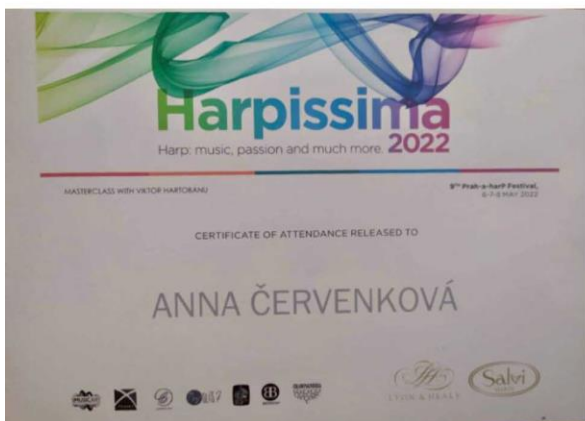 Harpissima
Harp: music, passion and much more. 2022
MASTERCLASS WITH VIKTOR HARTOBANU
9TH Prah-a-harP Festival,
6-7-8 MAY 2022
CERTIFICATE OF ATTENDANCE RELEASED TO
ANNA ČERVENKOVÁ
LYON & HEALY
Salvi